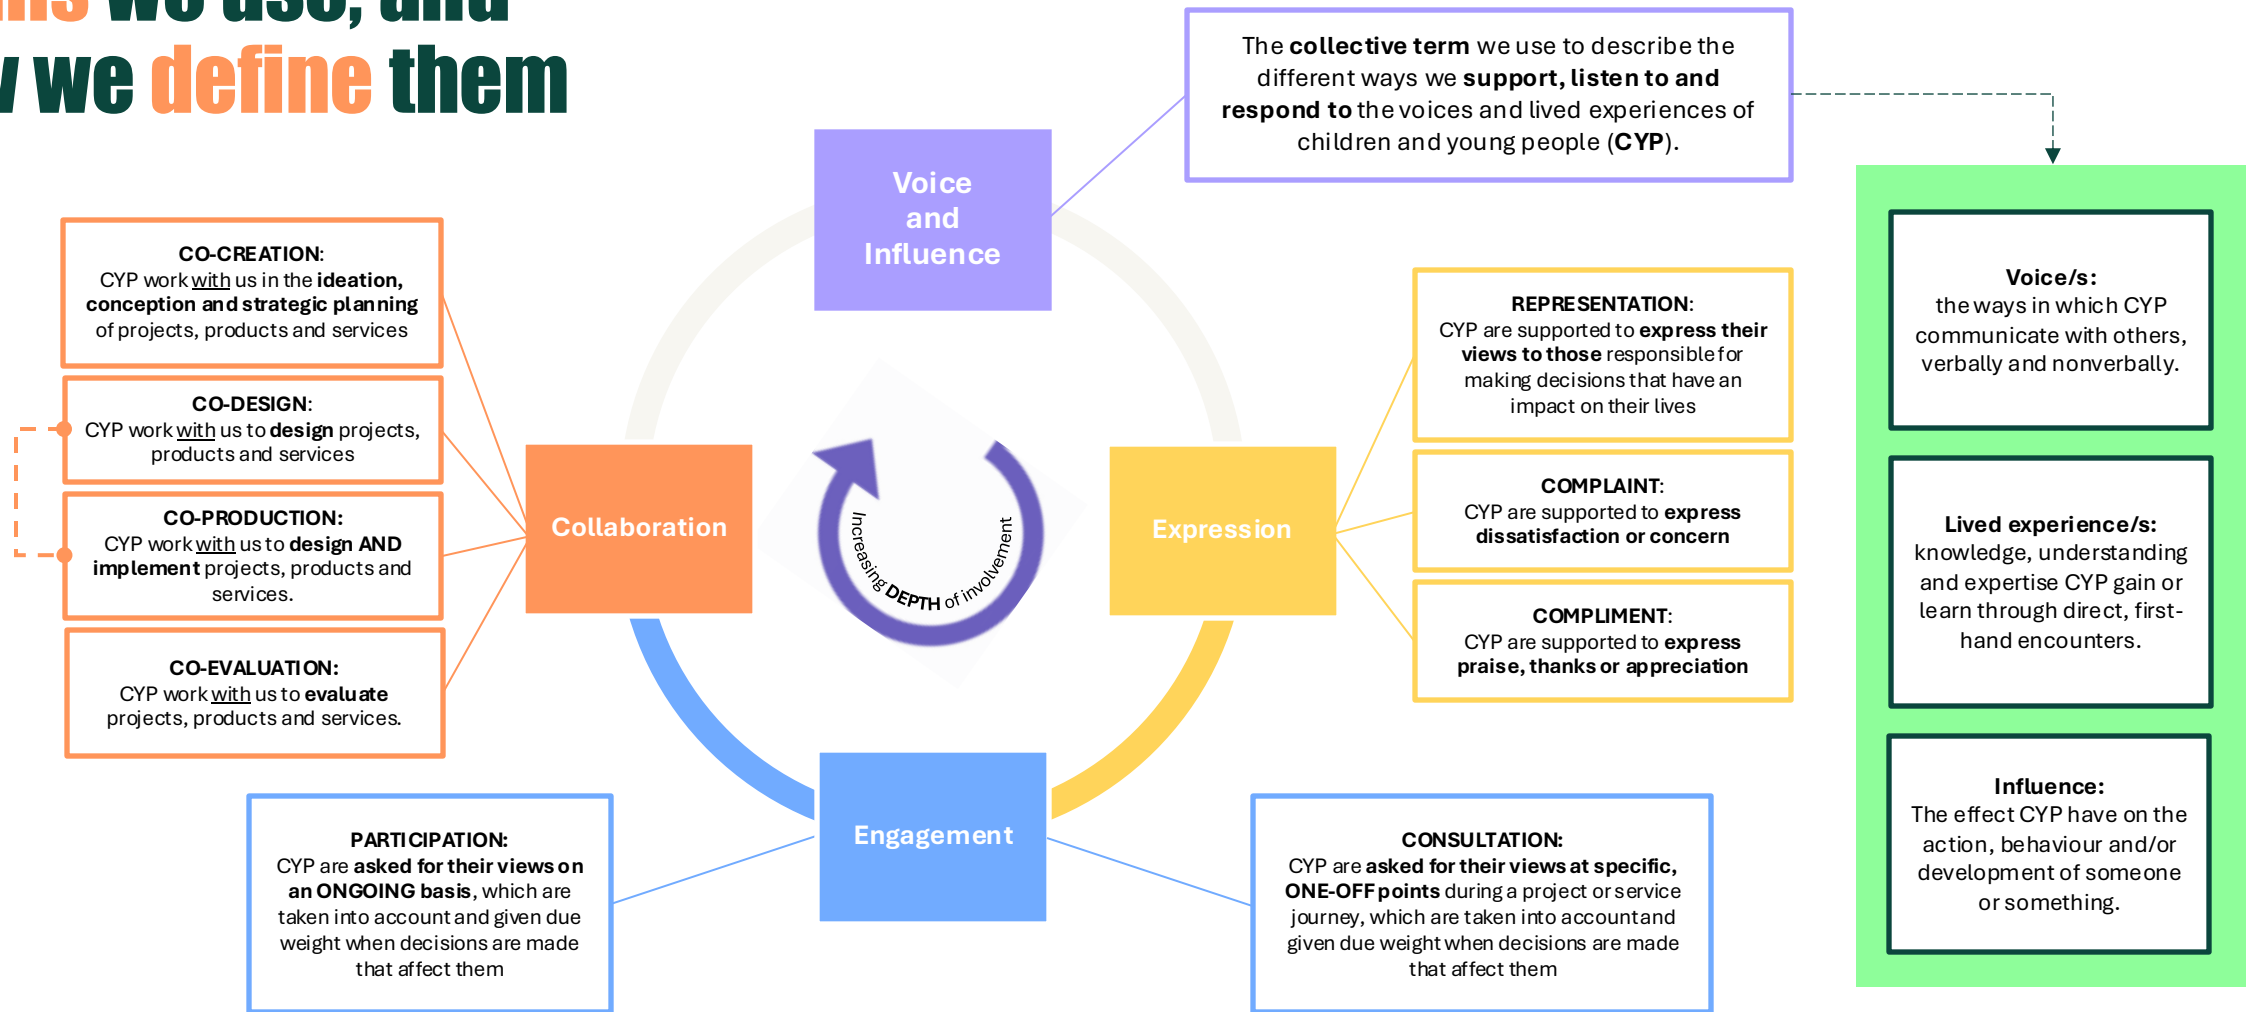 we use, and
we define them
The collective term we use to describe the
different ways we support, listen to and
respond to the voices and lived experiences of
children and young people (CYP).
Voice
and
Influence
CO-CREATION:
CYP work with us in the ideation,
conception and strategic planning
of projects, products and services
CO-DESIGN:
CYP work with us to design projects,
products and services
CO-PRODUCTION:
CYP work with us to design AND
implement projects, products and
services.
CO-EVALUATION:
CYP work with us to evaluate
projects, products and services.
Collaboration
Increasing DEPTH of involvement
Expression
REPRESENTATION:
CYP are supported to express their
views to those responsible for
making decisions that have an
impact on their lives
COMPLAINT:
CYP are supported to express
dissatisfaction or concern
COMPLIMENT:
CYP are supported to express
praise, thanks or appreciation
Engagement
PARTICIPATION:
CYP are asked for their views on
an ONGOING basis, which are
taken into account and given due
weight when decisions are made
that affect them
CONSULTATION:
CYP are asked for their views at specific,
ONE-OFF points during a project or service
journey, which are taken into account and
given due weight when decisions are made
that affect them
Voice/s:
the ways in which CYP
communicate with others,
verbally and nonverbally.
Lived experience/s:
knowledge, understanding
and expertise CYP gain or
learn through direct, first-
hand encounters.
Influence:
The effect CYP have on the
action, behaviour and/or
development of someone
or something.